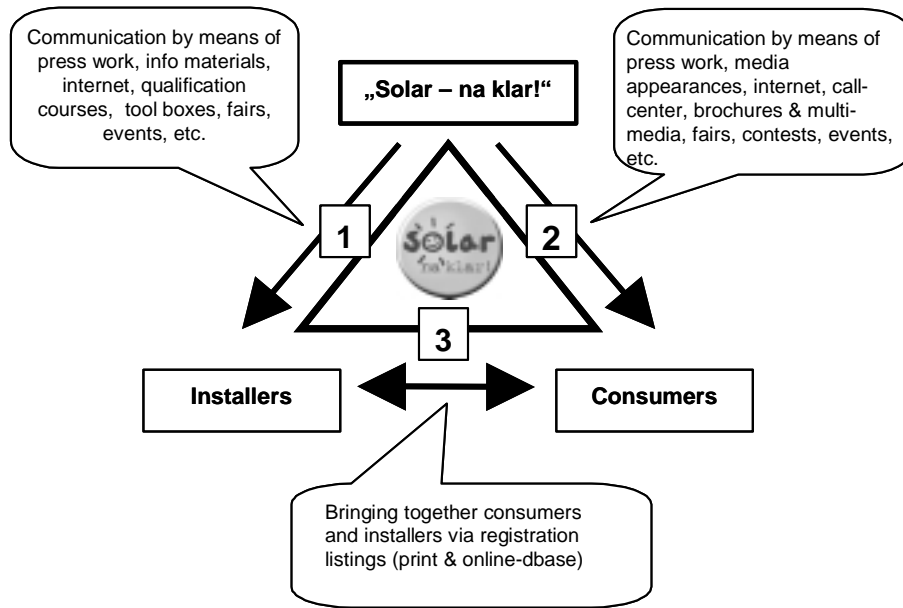 Communication by means of
press work, info materials,
internet, qualification
courses, tool boxes, fairs,
events, etc.
„Solar – na klar!“
Communication by means of
press work, media
appearances, internet, call-
center, brochures & multi-
media, fairs, contests, events,
etc.
1
2
solar
na klar!
3
Installers
Consumers
Bringing together consumers
and installers via registration
listings (print & online-dbase)